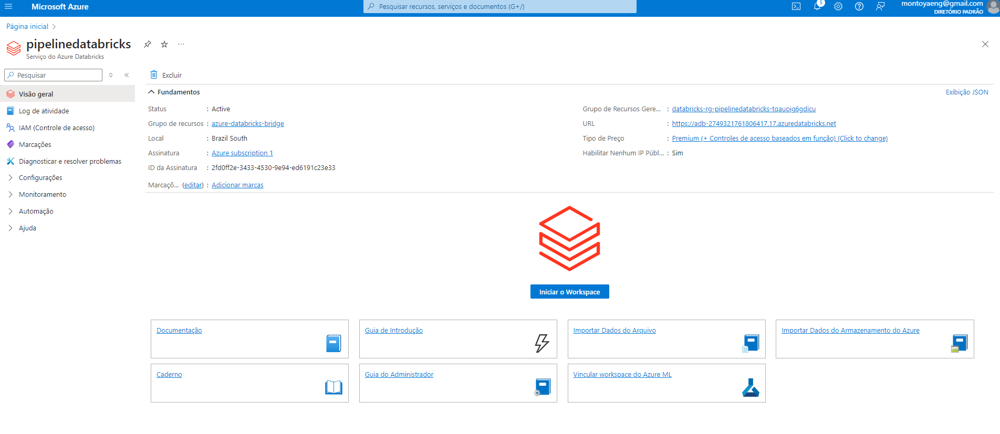 Microsoft Azure
Pesquisar recursos, serviços e documentos (G+/)
5
montoyaeng@gmail.com
DIRETÓRIO PADRÃO
Página inicial
pipelinedatabricks
...
Serviço do Azure Databricks
Pesquisar
Excluir
Visão geral
Log de atividade
IAM (Controle de acesso)
Marcações
Diagnosticar e resolver problemas
Configurações
Monitoramento
Automação
Ajuda
Fundamentos
Exibição JSON
Status : Active
Grupo de recursos : azure-databricks-bridge
Local : Brazil South
Assinatura : Azure subscription 1
ID da Assinatura : 2fd0ff2e-3433-4530-9e94-ed6191c23e33
Marcaçõ... (editar) : Adicionar marcas
Grupo de Recursos Gere... : databricks-rg-pipelinedatabricks-tqauoig6gdicu
URL : https://adb-2749321761806417.17.azuredatabricks.net
Tipo de Preço : Premium (+ Controles de acesso baseados em função) (Click to change)
Habilitar Nenhum IP Públ... : Sim
Iniciar o Workspace
Documentação
Guia de Introdução
Importar Dados do Arquivo
Importar Dados do Armazenamento do Azure
Caderno
Guia do Administrador
Vincular workspace do Azure ML